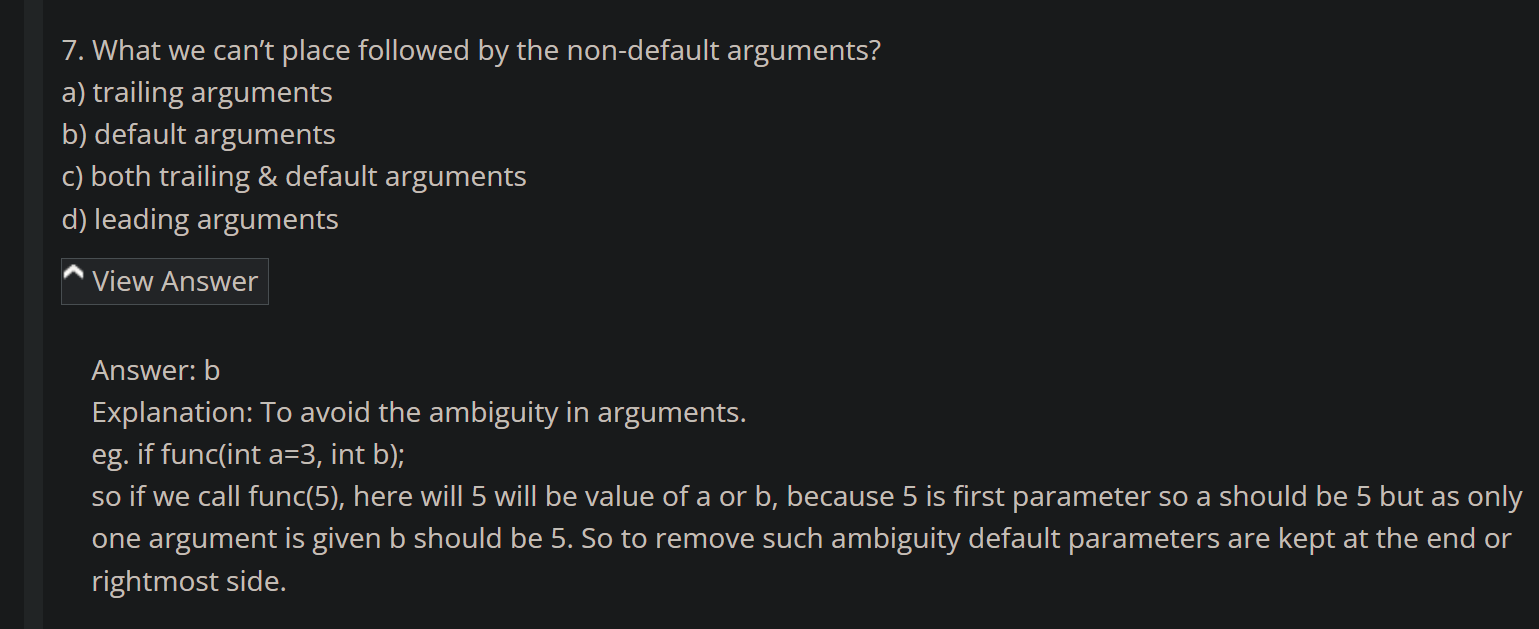 7. What we can’t place followed by the non-default arguments?
a) trailing arguments
b) default arguments
c) both trailing & default arguments
d) leading arguments
View Answer
Answer: b
Explanation: To avoid the ambiguity in arguments.
eg. if func(int a=3, int b);
so if we call func(5), here will 5 will be value of a or b, because 5 is first parameter so a should be 5 but as only
one argument is given b should be 5. So to remove such ambiguity default parameters are kept at the end or
rightmost side.